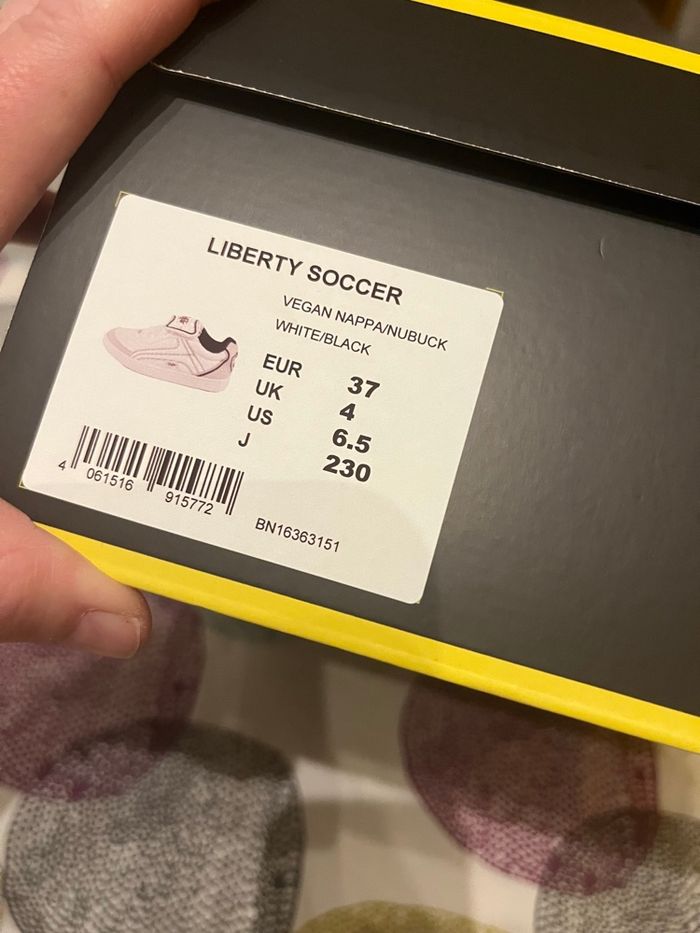 LIBERTY SOCCER
VEGAN NAPPA/NUBUCK
WHITE/BLACK
EUR 37
UK 4
US 6.5
J 230
4 061516 915772
BN16363151